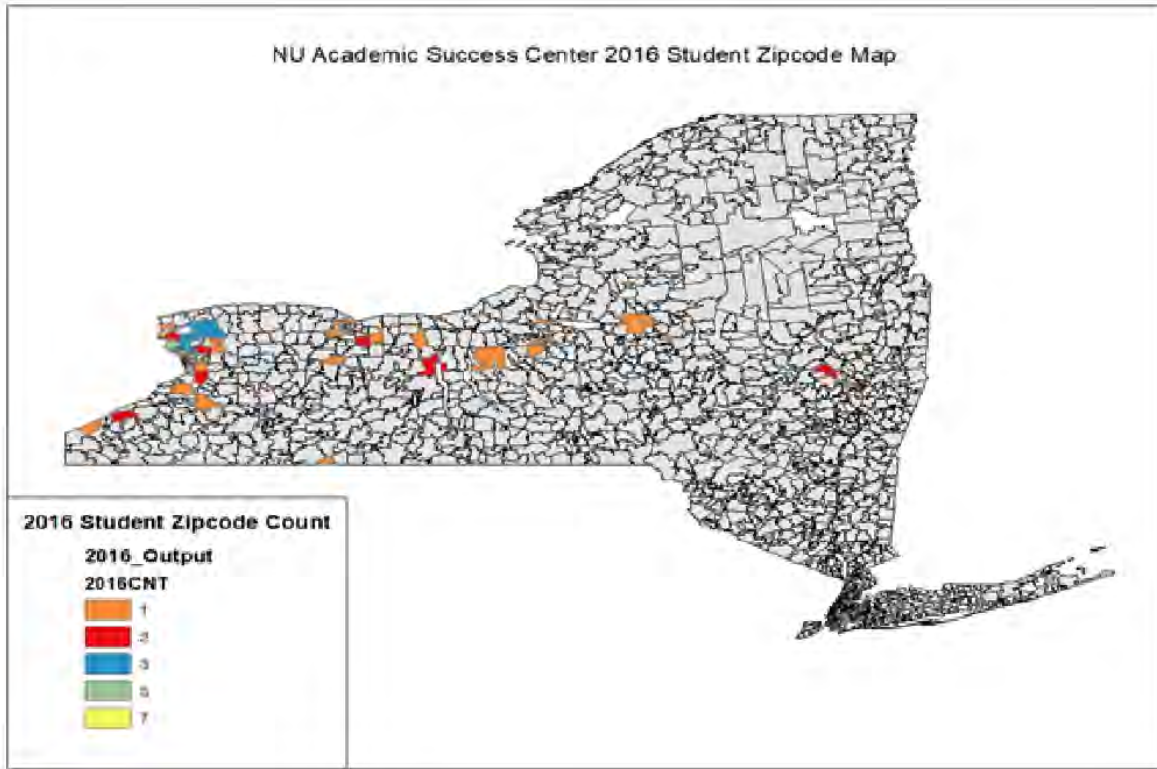 NU Academic Success Center 2016 Student Zipcode Map
2016 Student Zipcode Count
2016_Output
2016CNT
1
2
3
5
7